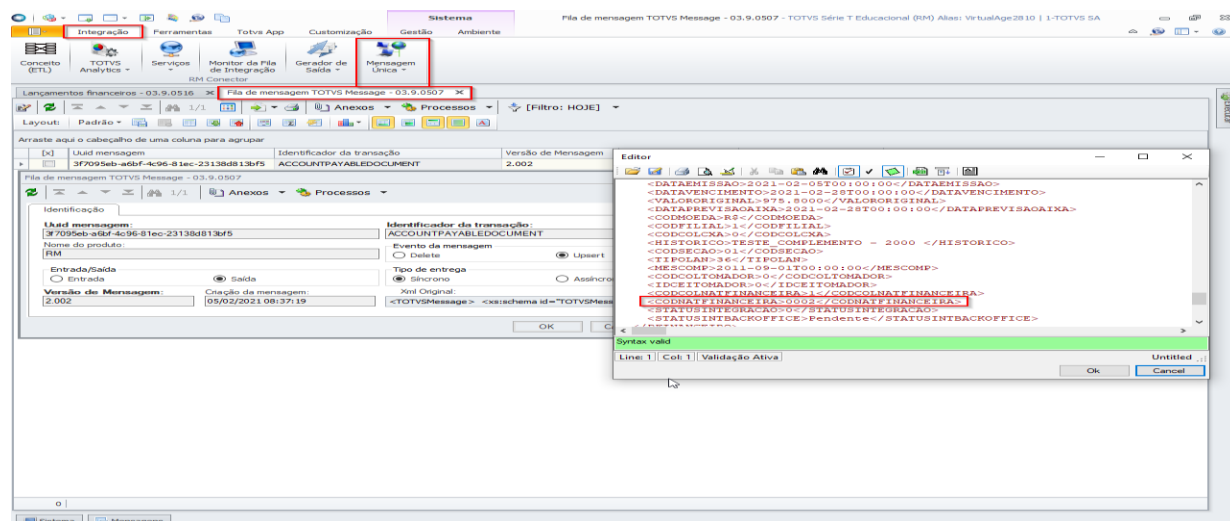 Sistema
Fila de mensagem TOTVS Message - 03.9.0507 - TOTVS Série T Educacional (RM) Alias: VirtualAge2810 | 1-TOTVS SA
Integração Ferramentas Totvs App Customização Gestão Ambiente
Conceito (ETL)
TOTVS Analytics
Serviços
Monitor da Fila de Integração
Gerador de Saída
Mensagem Única
RM Conector
Lançamentos financeiros - 03.9.0516 × Fila de mensagem TOTVS Message - 03.9.0507 ×
1/1 Anexos Processos [Filtro: HOJE]
Layout: Padrão
Arraste aqui o cabeçalho de uma coluna para agrupar
[x] Uuid mensagem Identificador da transação Versão de Mensagem
3f7095eb-a6bf-4c96-81ec-23138d813bf5 ACCOUNTPAYABLEDOCUMENT 2.002
Fila de mensagem TOTVS Message - 03.9.0507
1/1 Anexos Processos
Identificação
Uuid mensagem: Identificador da transação:
3f7095eb-a6bf-4c96-81ec-23138d813bf5 ACCOUNTPAYABLEDOCUMENT
Nome do produto: Evento da mensagem
RM Delete Upsert
Entrada/Saída Tipo de entrega
Entrada Saída Síncrono Assíncro
Versão de Mensagem: Criação da mensagem: Xml Original:
2.002 05/02/2021 08:37:19 <TOTVSMessage> <xs:schema id="TOTVSMess
OK C
Editor
<DATAEMISSAO>2021-02-05T00:00:00</DATAEMISSAO>
<DATAVENCIMENTO>2021-02-28T00:00:00</DATAVENCIMENTO>
<VALORORIGINAL>975,8000</VALORORIGINAL>
<DATAPREVISAOAIXA>2021-02-28T00:00:00</DATAPREVISAOAIXA>
<CODMOEDA>R$</CODMOEDA>
<CODFILIAL>1</CODFILIAL>
<CODCOLCXA>0</CODCOLCXA>
<HISTORICO>TESTE_COMPLEMENTO - 2000 </HISTORICO>
<CODSECAO>01</CODSECAO>
<TIPOLAN>36</TIPOLAN>
<MESCOMP>2011-09-01T00:00:00</MESCOMP>
<CODCOLTOMADOR>0</CODCOLTOMADOR>
<IDCEITOMADOR>0</IDCEITOMADOR>
<CODCOLNATFINANCEIRA>1</CODCOLNATFINANCEIRA>
<CODNATFINANCEIRA>0002</CODNATFINANCEIRA>
<STATUSINTEGRACAO>0</STATUSINTEGRACAO>
<STATUSINTBACKOFFICE>Pendente</STATUSINTBACKOFFICE>
Syntax valid
Line: 1 Col: 1 Validação Ativa Untitled
Ok Cancel
0